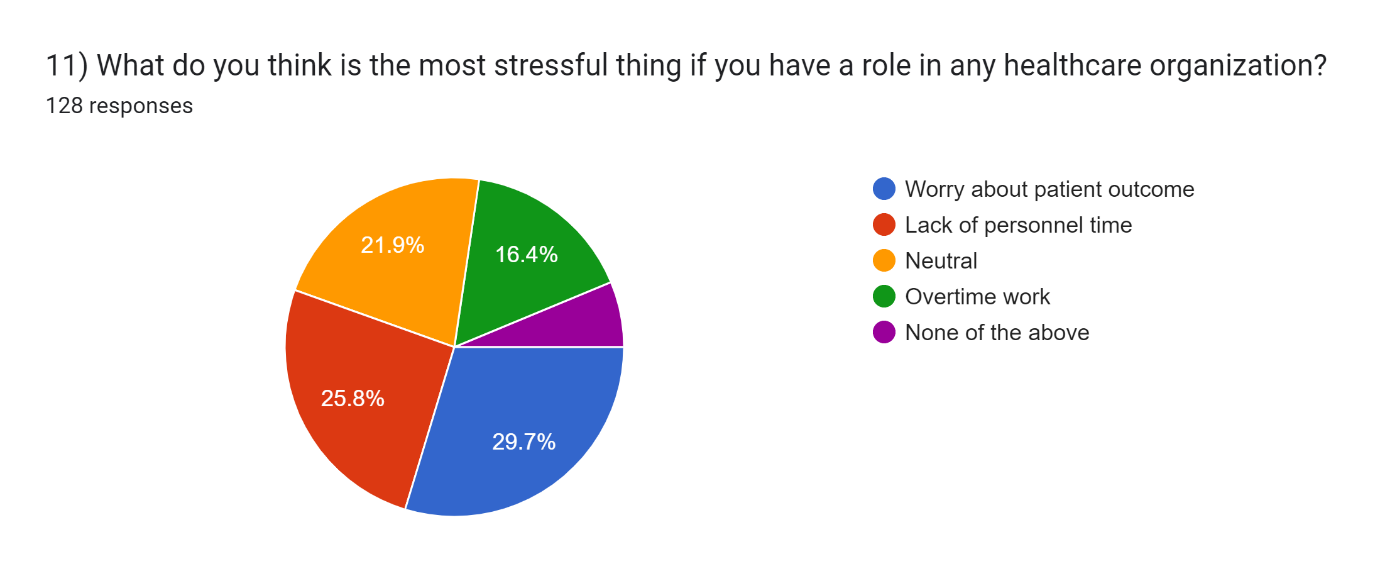 11) What do you think is the most stressful thing if you have a role in any healthcare organization?
128 responses
21.9%
16.4%
25.8%
29.7%
Worry about patient outcome
Lack of personnel time
Neutral
Overtime work
None of the above